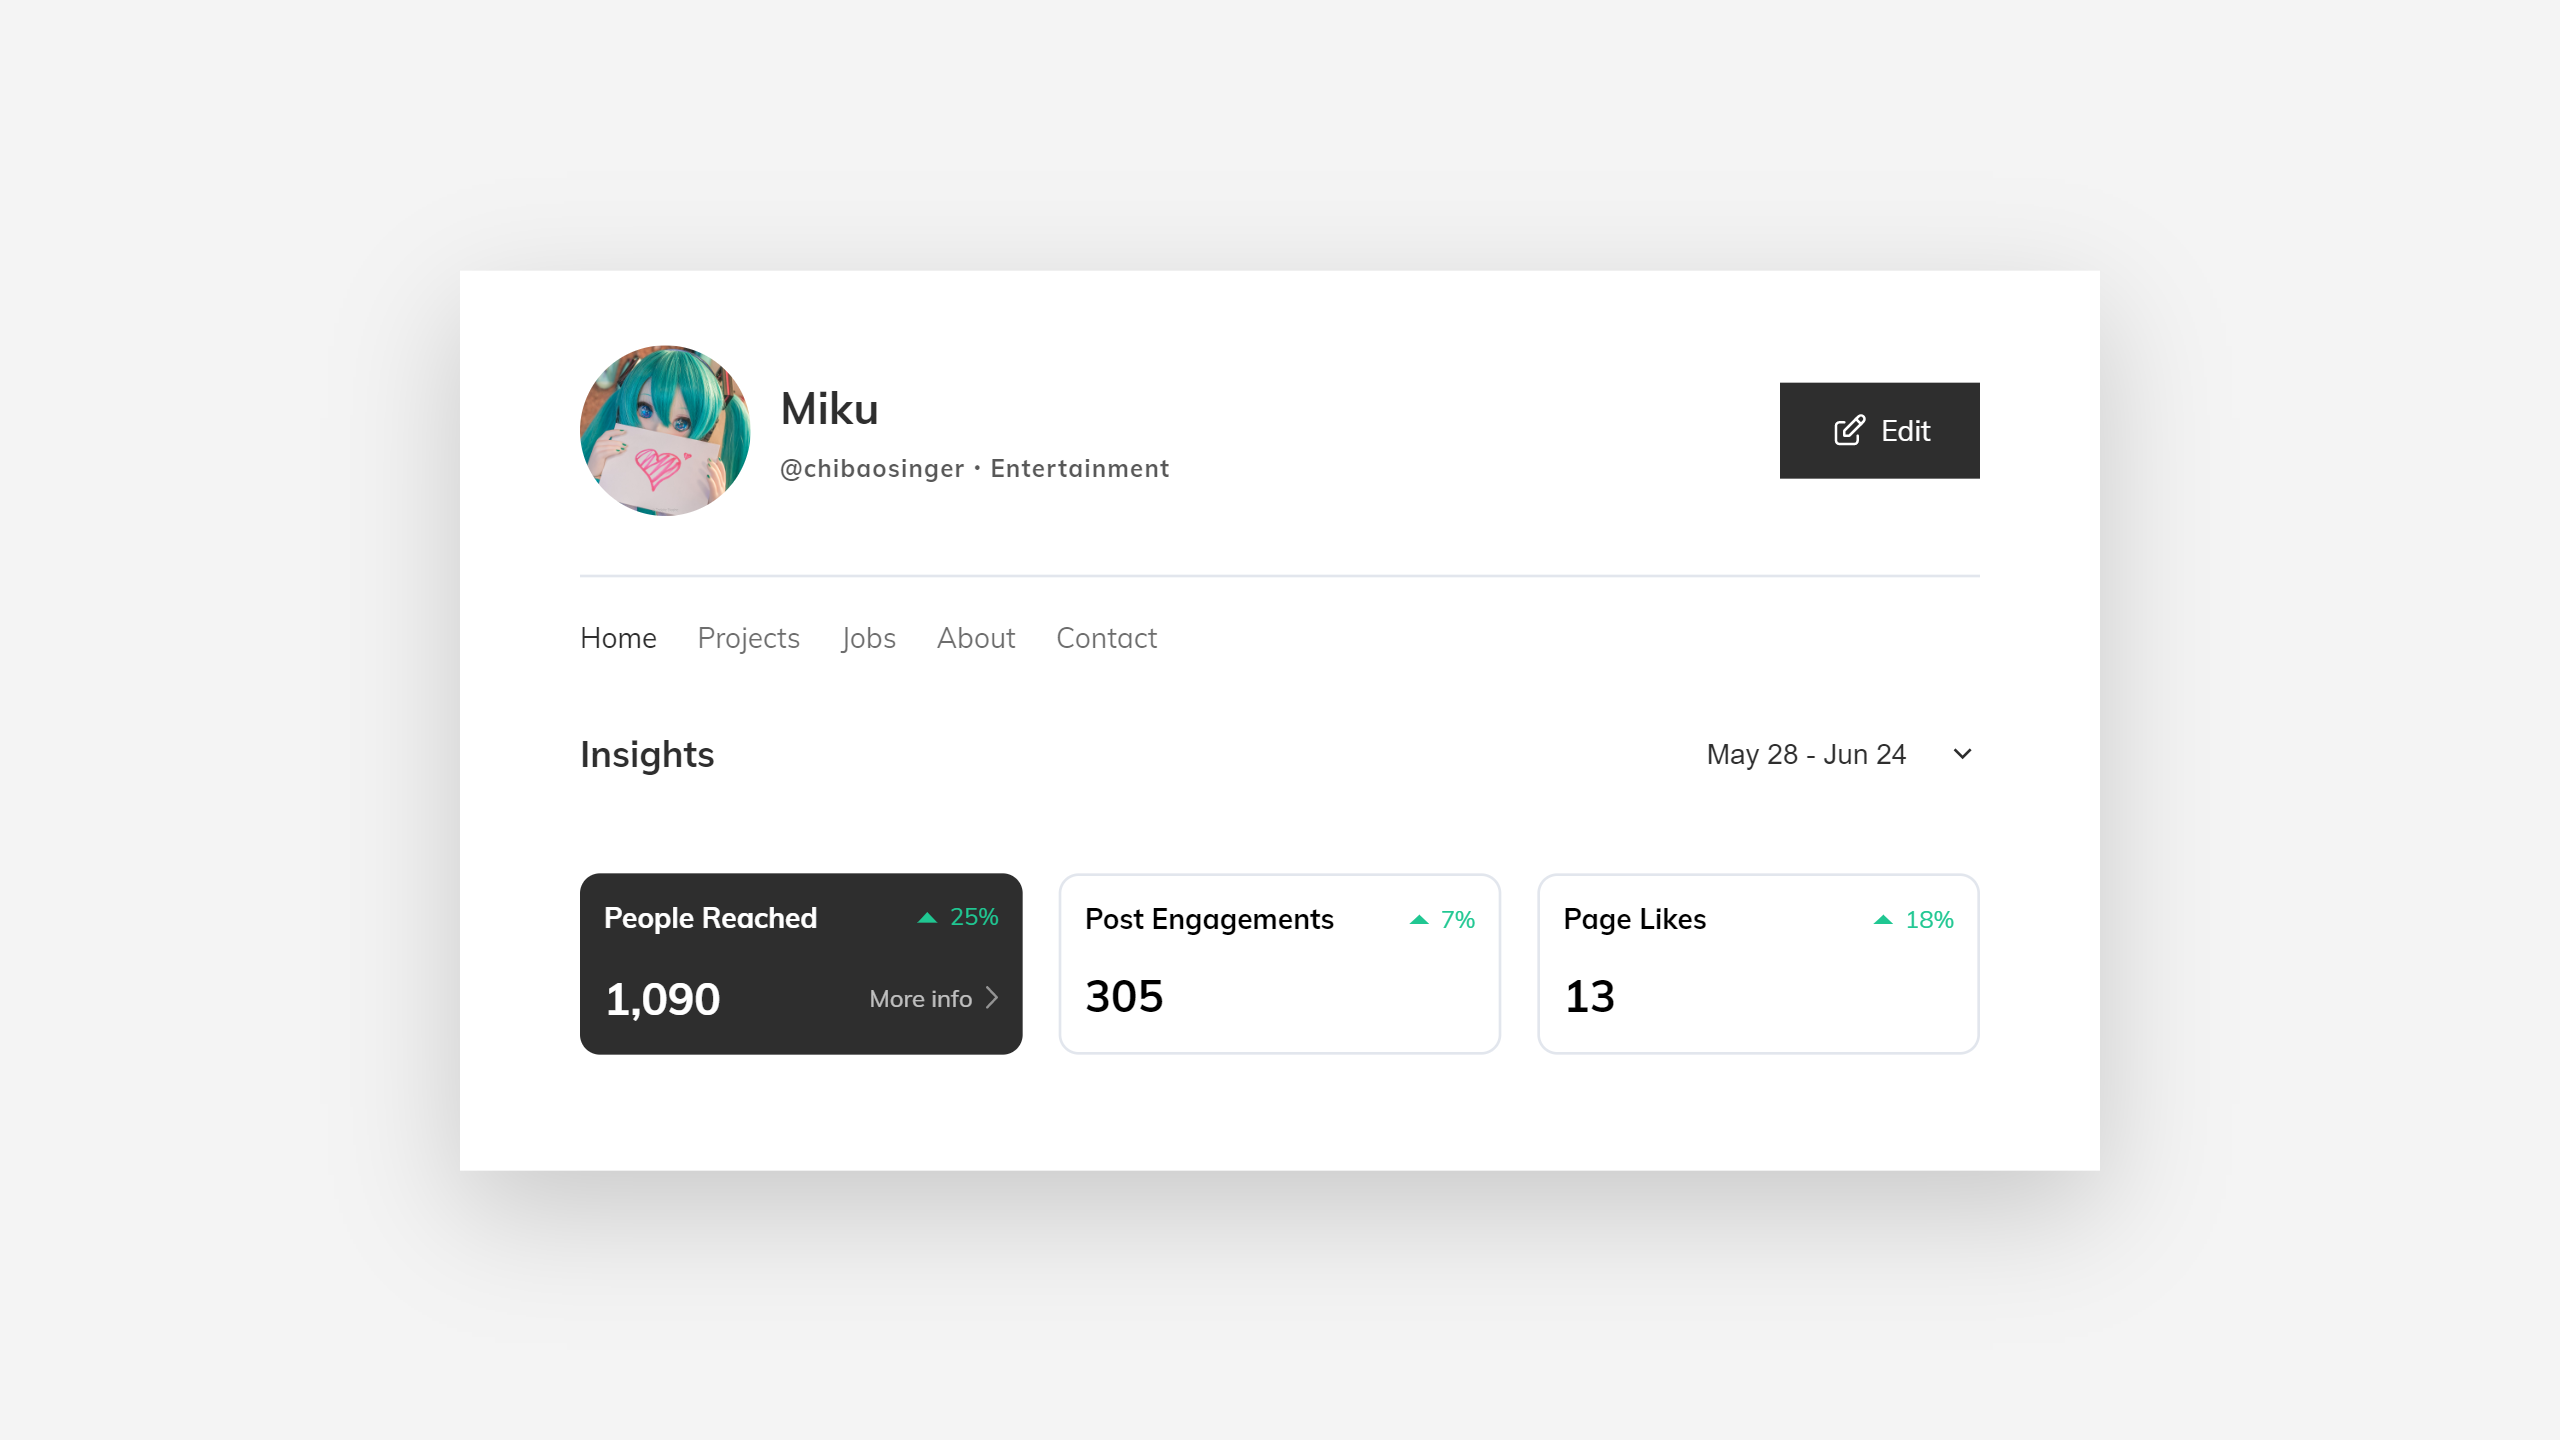 Miku
@chibaosinger • Entertainment
Edit
Home Projects Jobs About Contact
Insights
May 28 - Jun 24
People Reached 25%
1,090 More info
Post Engagements 7%
305
Page Likes 18%
13